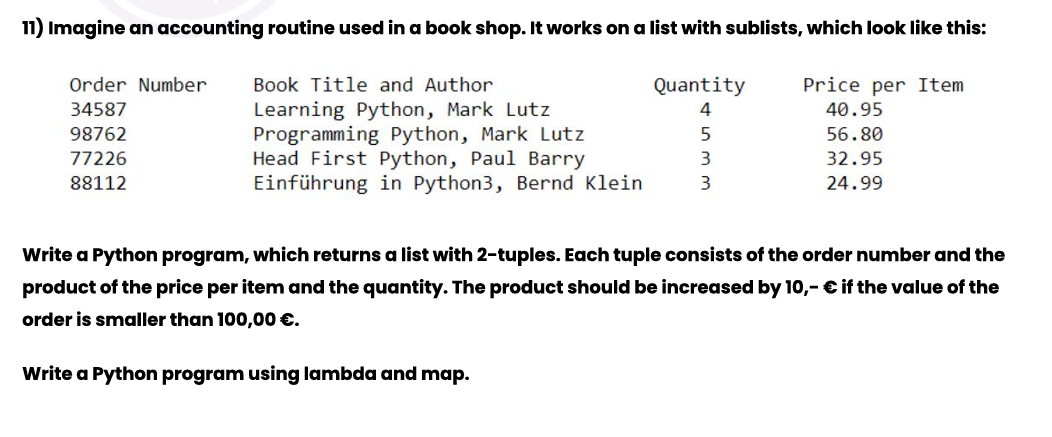 11) Imagine an accounting routine used in a book shop. It works on a list with sublists, which look like this:
Order Number Book Title and Author Quantity Price per Item
34587 Learning Python, Mark Lutz 4 40.95
98762 Programming Python, Mark Lutz 5 56.80
77226 Head First Python, Paul Barry 3 32.95
88112 Einführung in Python3, Bernd Klein 3 24.99
Write a Python program, which returns a list with 2-tuples. Each tuple consists of the order number and the
product of the price per item and the quantity. The product should be increased by 10,- € if the value of the
order is smaller than 100,00 €.
Write a Python program using lambda and map.